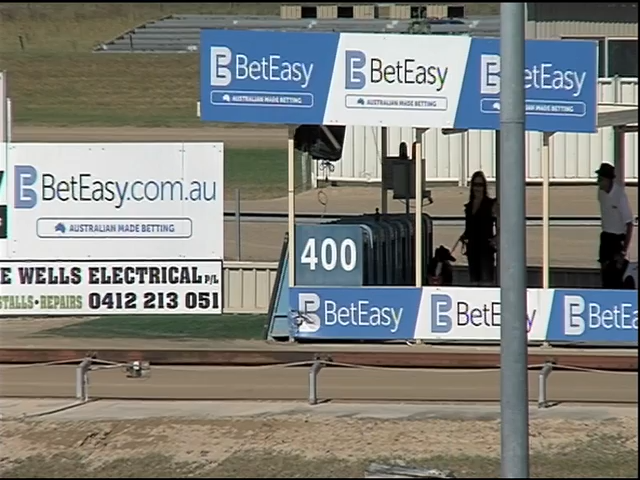 BetEasy BetEasy BetEasy
AUSTRALIAN MADE BETTING AUSTRALIAN MADE BETTING AUSTRALIAN MADE BETTING
BetEasy.com.au
AUSTRALIAN MADE BETTING
E WELLS ELECTRICAL P/L
STALLS-REPAIRS 0412 213 051
400
BetEasy BetEasy BetEa